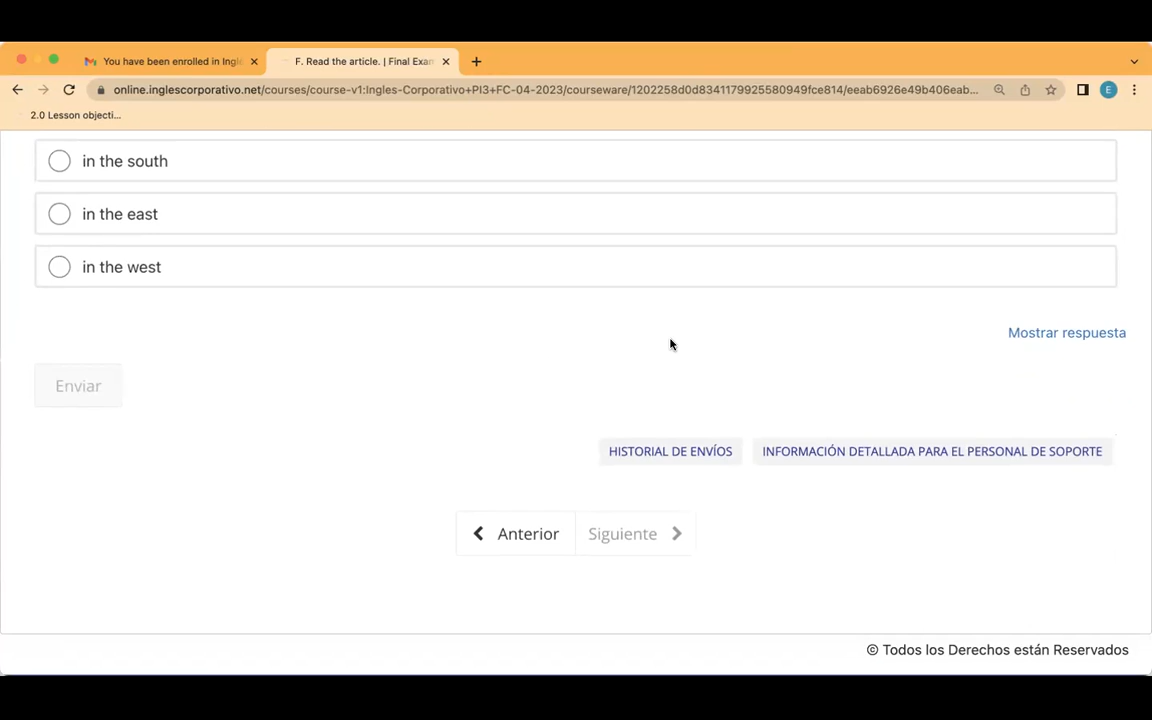 You have been enrolled in Inglé
F. Read the article. | Final Exan
online.inglescorporativo.net/courses/course-v1:Ingles-Corporativo+PI3+FC-04-2023/courseware/1202258d0d8341179925580949fce814/eeab6926e49b406eab...
E
2.0 Lesson objecti...
in the south
in the east
in the west
Mostrar respuesta
Enviar
HISTORIAL DE ENVÍOS
INFORMACIÓN DETALLADA PARA EL PERSONAL DE SOPORTE
Anterior
Siguiente
© Todos los Derechos están Reservados